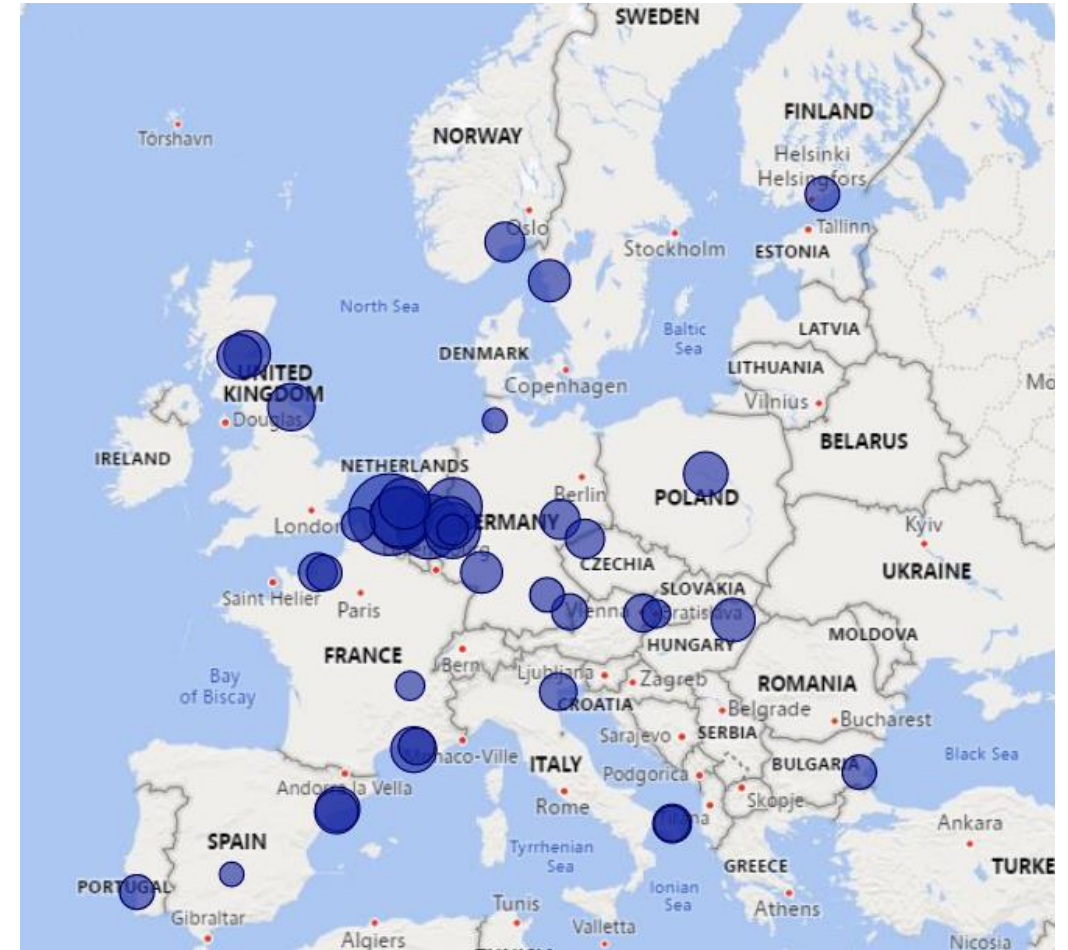 SWEDEN
FINLAND
Tórshavn
NORWAY
Helsinki
Helsingfors
Oslo
Tallinn
Stockholm
ESTONIA
North Sea
Baltic
Sea
LATVIA
DENMARK
LITHUANIA
UNITED
KINGDOM
Copenhagen
Mo
Vilnius
Douglas
BELARUS
IRELAND
NETHERLANDS
Berlin
POLAND
London
GERMANY
Kyiv
CZECHIA
UKRAINE
SLOVAKIA
Saint Helier
Paris
Vienna
Bratislava
MOLDOVA
HUNGARY
FRANCE
Bern
Ljubljana
Zagreb
ROMANIA
Bay
of Biscay
CROATIA
Belgrade
Bucharest
Sarajevo
SERBIA
Monaco-Ville
ITALY
Black Sea
BULGARIA
Podgorica
Andorra la Vella
Rome
Skopje
Tirana
Ankara
SPAIN
Tyrrhenian
Sea
GREECE
TURKE
PORTUGAL
Ionian
Sea
Athens
Gibraltar
Tunis
Valletta
Algiers
Nicosia